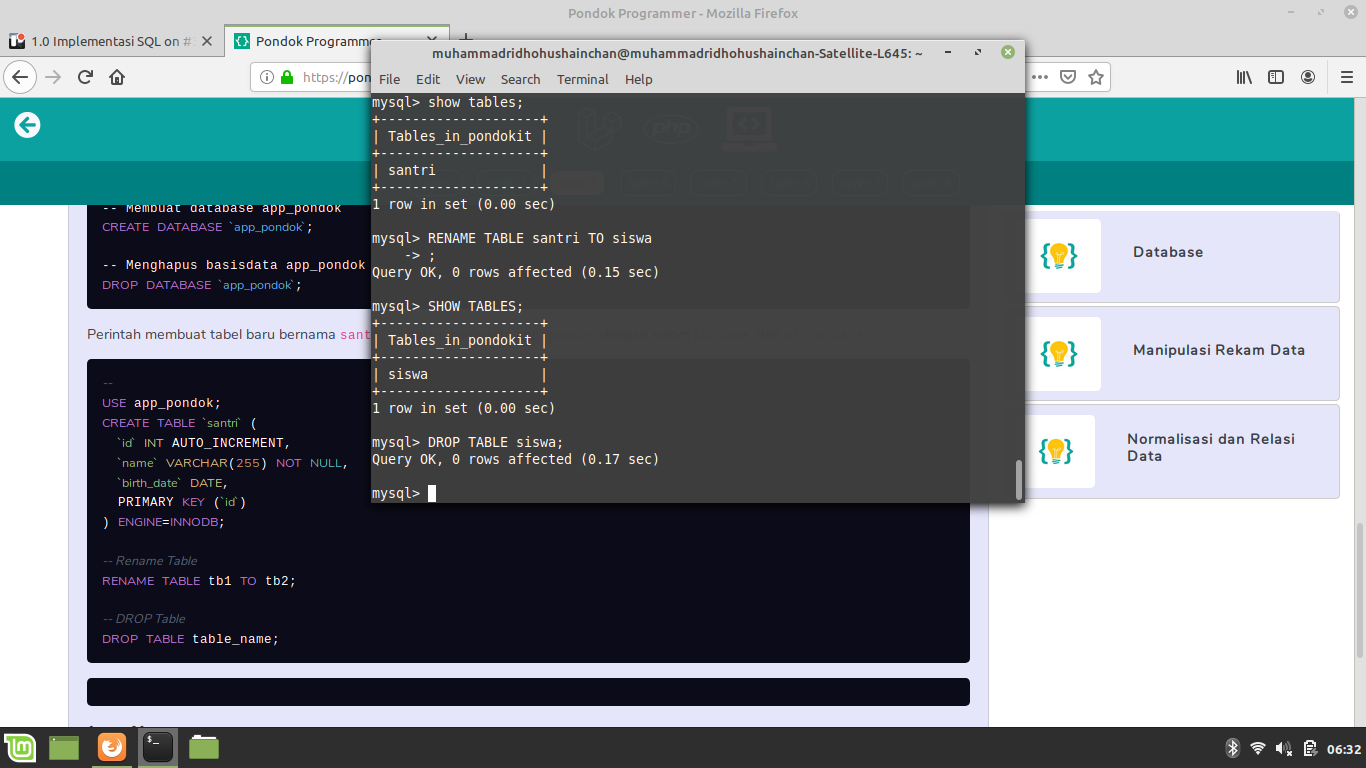 Pondok Programmer - Mozilla Firefox
1.0 Implementasi SQL on #
Pondok Programmer
https://pon
muhammadridhohushainchan@muhammadridhohushainchan-Satellite-L645: ~
File Edit View Search Terminal Help
mysql> show tables;
+--------------------+
| Tables_in_pondokit |
+--------------------+
| santri             |
+--------------------+
1 row in set (0.00 sec)
mysql> RENAME TABLE santri TO siswa
    -> ;
Query OK, 0 rows affected (0.15 sec)
mysql> SHOW TABLES;
+--------------------+
| Tables_in_pondokit |
+--------------------+
| siswa              |
+--------------------+
1 row in set (0.00 sec)
mysql> DROP TABLE siswa;
Query OK, 0 rows affected (0.17 sec)
mysql>
php
-- Membuat database app_pondok
CREATE DATABASE `app_pondok`;
-- Menghapus basisdata app_pondok
DROP DATABASE `app_pondok`;
Perintah membuat tabel baru bernama sant
--
USE app_pondok;
CREATE TABLE `santri` (
`id` INT AUTO_INCREMENT,
`name` VARCHAR(255) NOT NULL,
`birth_date` DATE,
PRIMARY KEY (`id`)
) ENGINE=INNODB;
-- Rename Table
RENAME TABLE tb1 TO tb2;
-- DROP Table
DROP TABLE table_name;
Database
Manipulasi Rekam Data
Normalisasi dan Relasi
Data
06:32